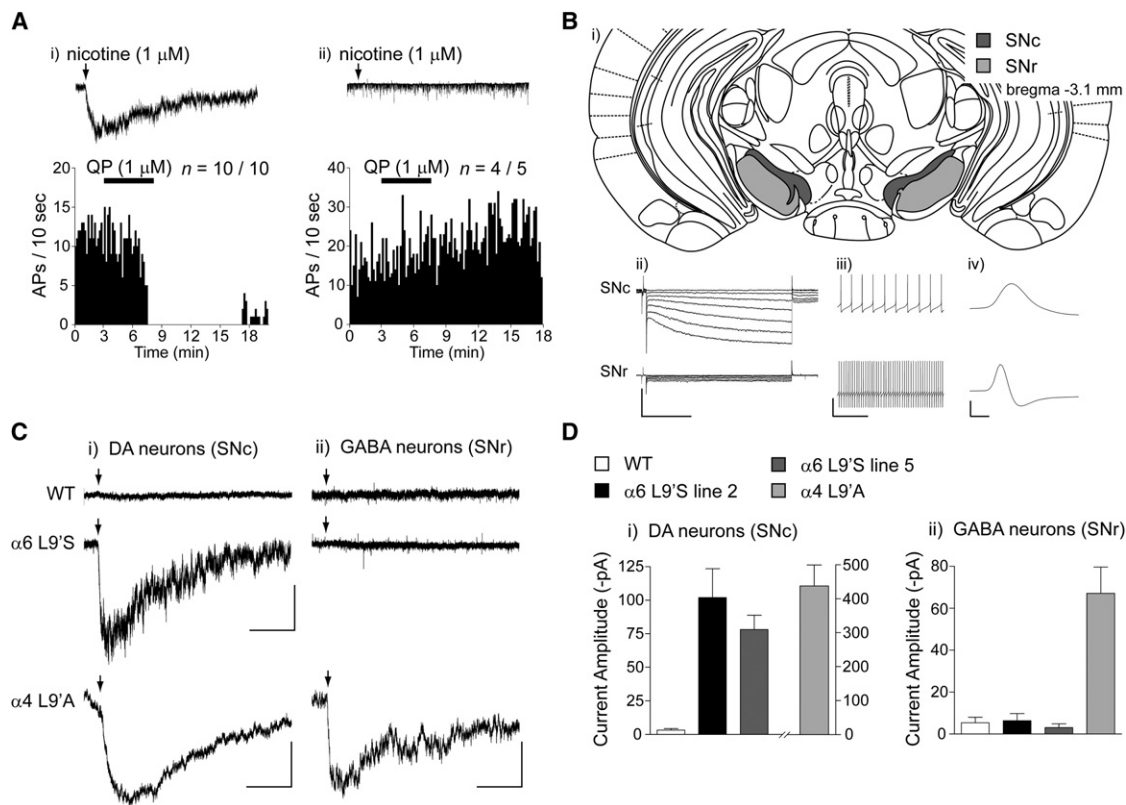 A
i) nicotine (1 μM)
ii) nicotine (1 μM)
QP (1 μM) n = 10 / 10
APs / 10 sec
20
15
10
5
0
0 3 6 9 12 15 18
Time (min)
QP (1 μM) n = 4 / 5
APs / 10 sec
40
30
20
10
0
0 3 6 9 12 15 18
Time (min)
B
i)
SNc
SNr
bregma -3.1 mm
ii)
iii)
iv)
SNc
SNr
C
i) DA neurons (SNc)
ii) GABA neurons (SNr)
WT
α6 L9'S
α4 L9'A
D
WT
α6 L9'S line 5
α6 L9'S line 2
α4 L9'A
i) DA neurons (SNc)
Current Amplitude (-pA)
125
100
75
50
25
0
500
400
300
200
100
0
ii) GABA neurons (SNr)
Current Amplitude (-pA)
80
60
40
20
0